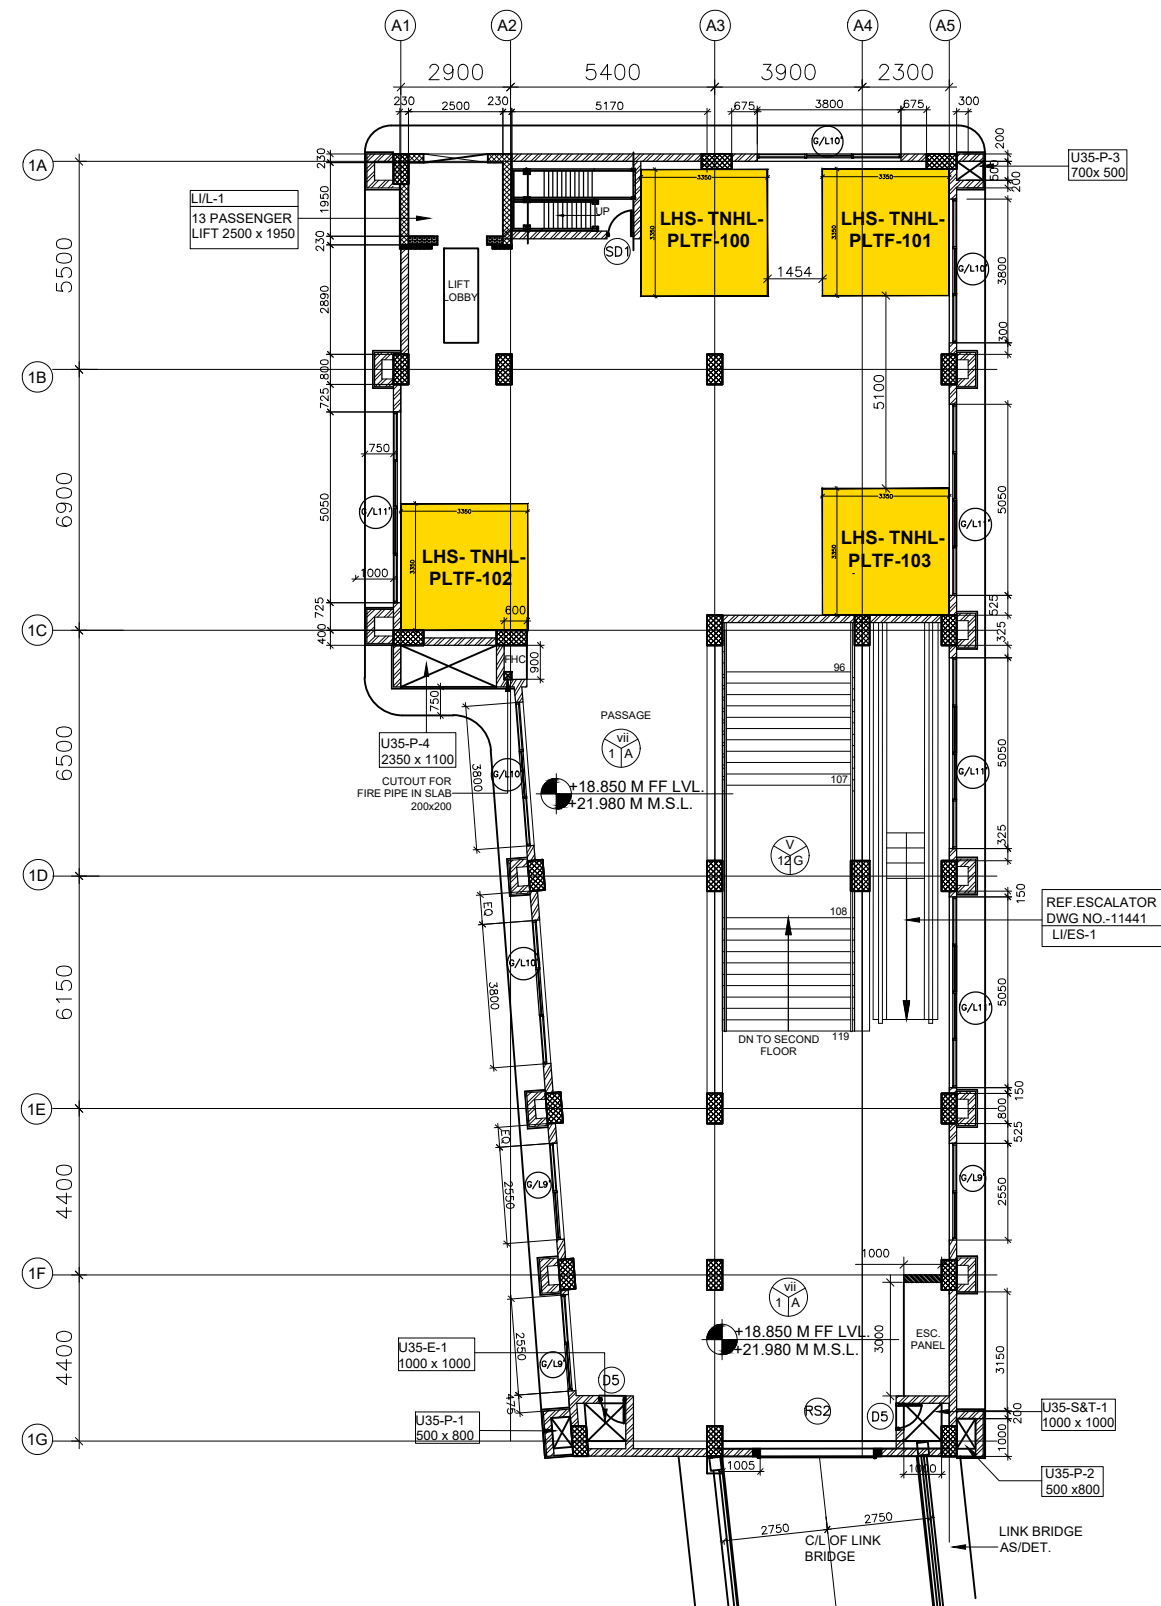 A1
A2
A3
A4
A5
2900
5400
3900
2300
230
2500
230
5170
675
3800
675
300
1A
230
G/L10'
200
500
200
U35-P-3
700x 500
LI/L-1
13 PASSENGER
LIFT 2500 x 1950
1950
230
UP
SD1
3350
3350
LHS- TNHL-
PLTF-100
3350
3350
LHS- TNHL-
PLTF-101
1454
G/L10'
3800
300
5500
2890
LIFT
LOBBY
1B
800
725
5100
750
6900
5050
G/L11'
1000
725
3350
3350
LHS- TNHL-
PLTF-102
600
3350
3350
LHS- TNHL-
PLTF-103
G/L11'
5050
525
1C
400
325
FHC
900
750
96
PASSAGE
vii
1 A
U35-P-4
2350 x 1100
CUTOUT FOR
FIRE PIPE IN SLAB
200x200
6500
3800
G/L10'
+18.850 M FF LVL.
+21.980 M M.S.L.
107
G/L11'
5050
325
V
12 G
1D
150
EQ
108
REF.ESCALATOR
DWG NO.-11441
LI/ES-1
6150
G/L10'
3800
5050
G/L11'
DN TO SECOND
FLOOR
119
1E
150
800
EQ
525
4400
2550
G/L9'
G/L9'
2550
1000
1F
vii
1 A
+18.850 M FF LVL.
+21.980 M M.S.L.
3000
ESC.
PANEL
3150
4400
U35-E-1
1000 x 1000
2550
G/L9'
475
D5
RS2
D5
U35-S&T-1
1000 x 1000
U35-P-1
500 x 800
200
1000
1G
1005
1000
U35-P-2
500 x800
2750
2750
C/L OF LINK
BRIDGE
LINK BRIDGE
AS/DET.